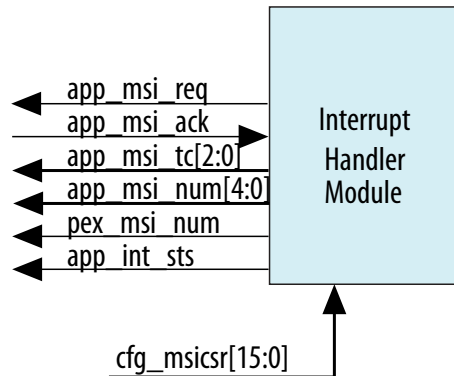 app_msi_req
app_msi_ack
app_msi_tc[2:0]
app_msi_num[4:0]
pex_msi_num
app_int_sts
Interrupt
Handler
Module
cfg_msicsr[15:0]